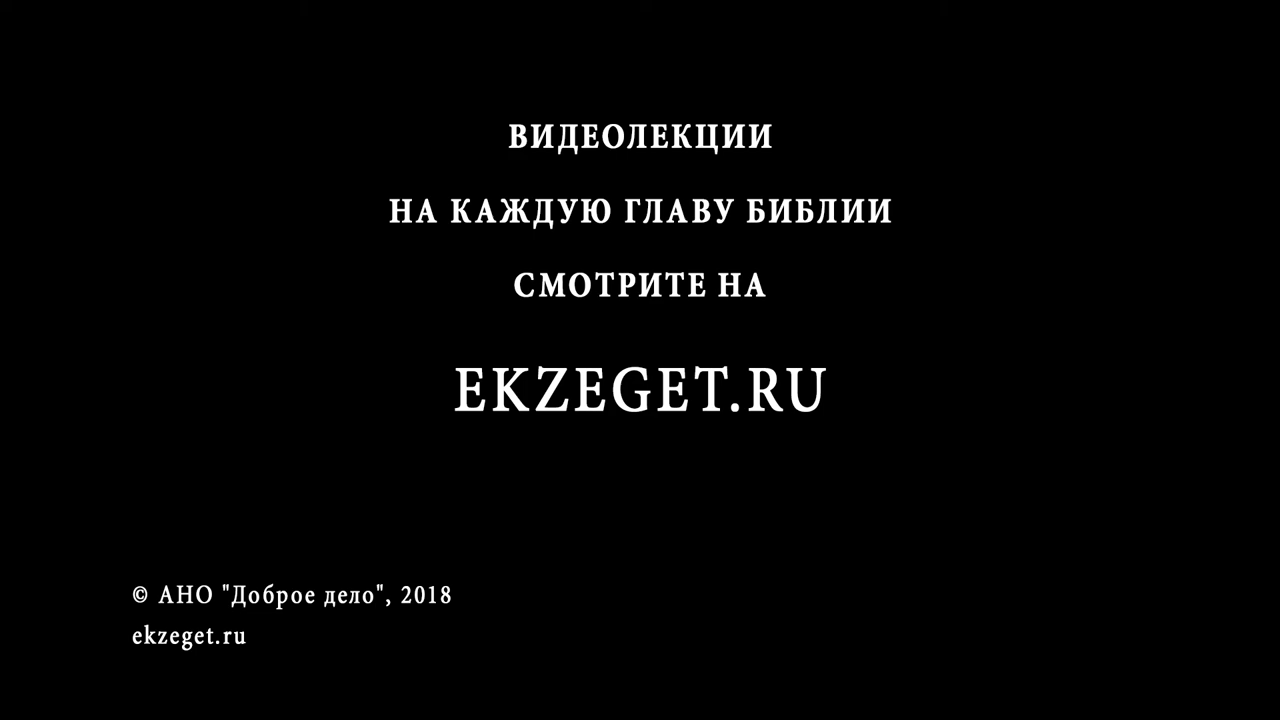 ВИДЕОЛЕКЦИИ
НА КАЖДУЮ ГЛАВУ БИБЛИИ
СМОТРИТЕ НА
EKZEGET.RU
© АНО "Доброе дело", 2018
ekzeget.ru